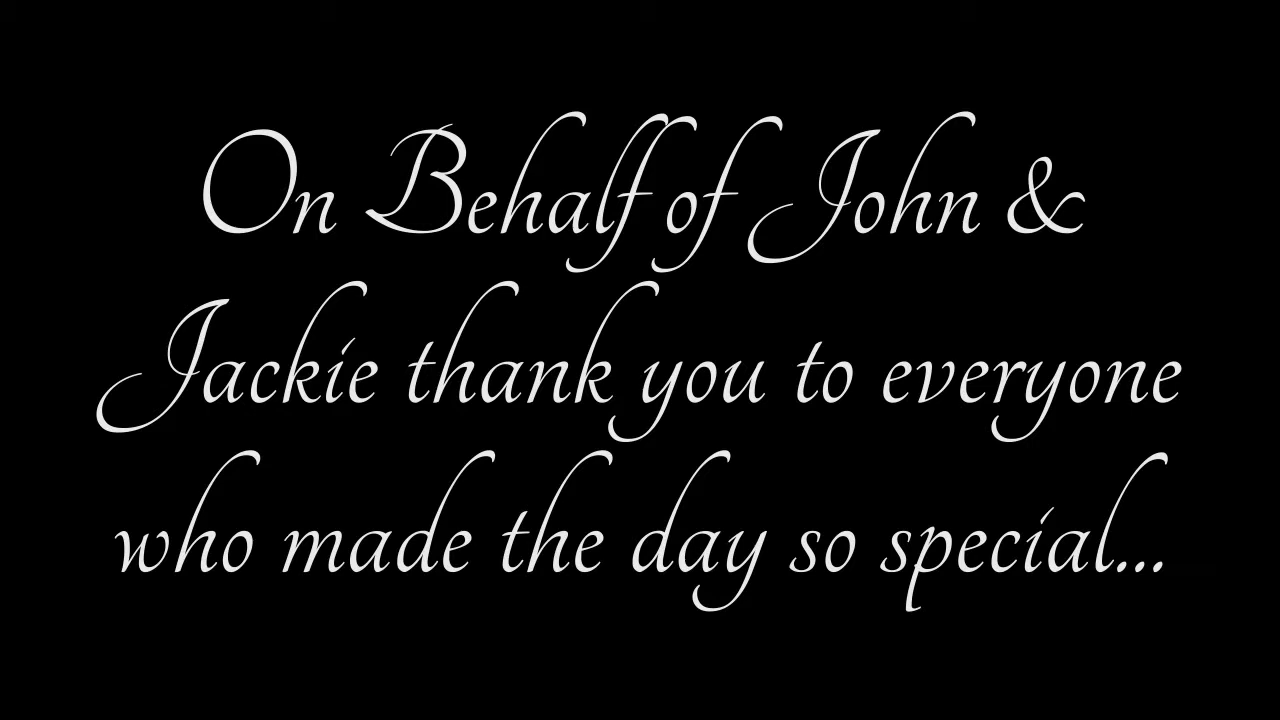 On Behalf of John &
Jackie thank you to everyone
who made the day so special...